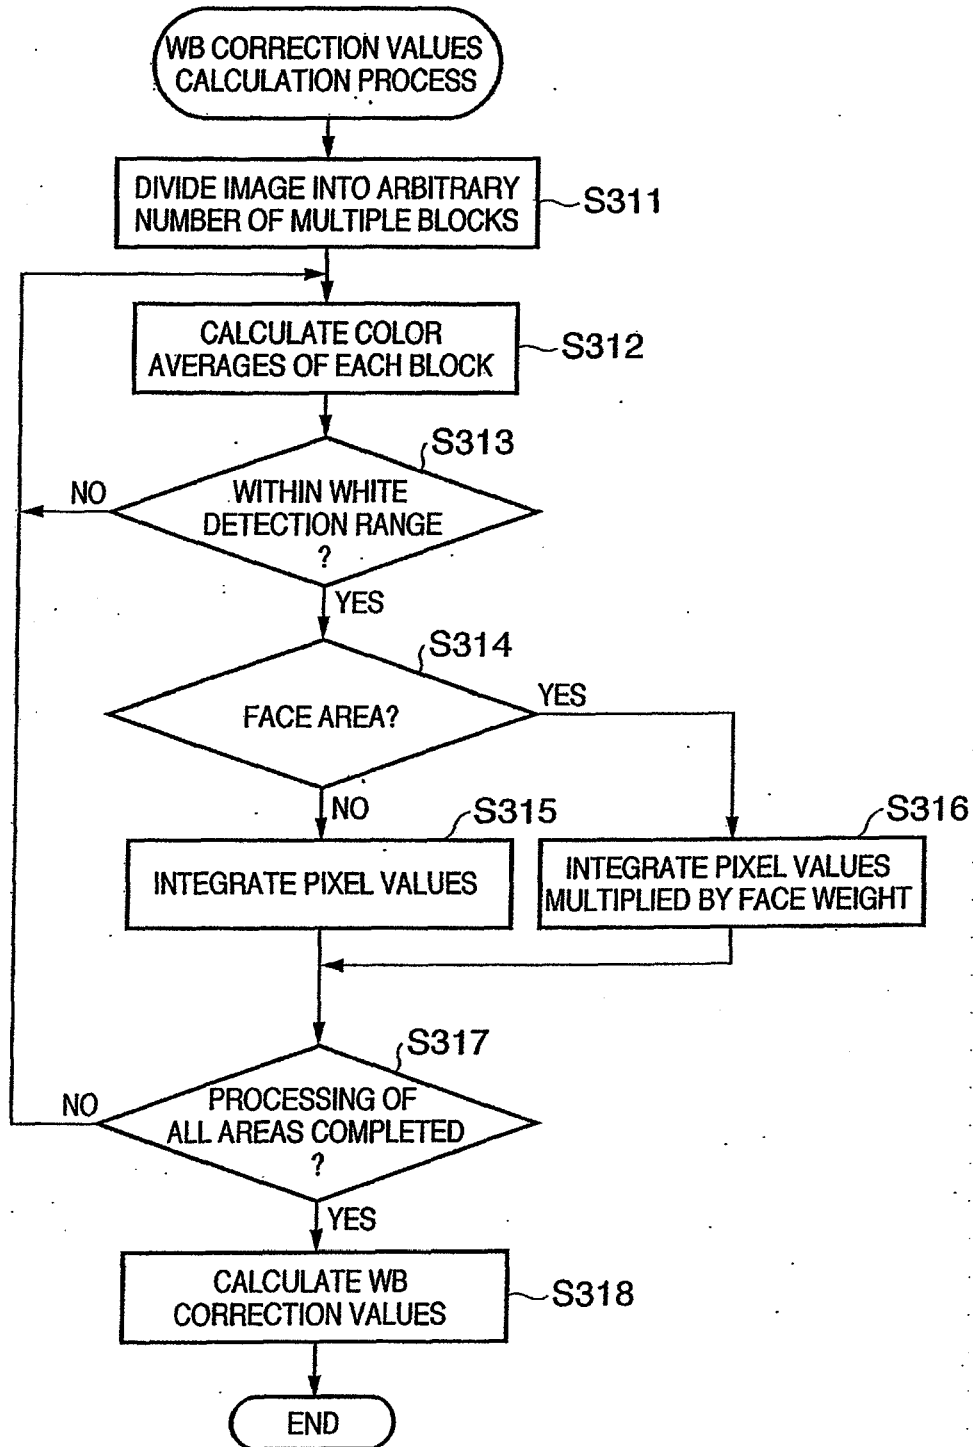 WB CORRECTION VALUES
CALCULATION PROCESS
DIVIDE IMAGE INTO ARBITRARY
NUMBER OF MULTIPLE BLOCKS
S311
CALCULATE COLOR
AVERAGES OF EACH BLOCK
S312
S313
NO
WITHIN WHITE
DETECTION RANGE
?
YES
S314
FACE AREA?
YES
NO
S315
S316
INTEGRATE PIXEL VALUES
INTEGRATE PIXEL VALUES
MULTIPLIED BY FACE WEIGHT
S317
NO
PROCESSING OF
ALL AREAS COMPLETED
?
YES
CALCULATE WB
CORRECTION VALUES
S318
END